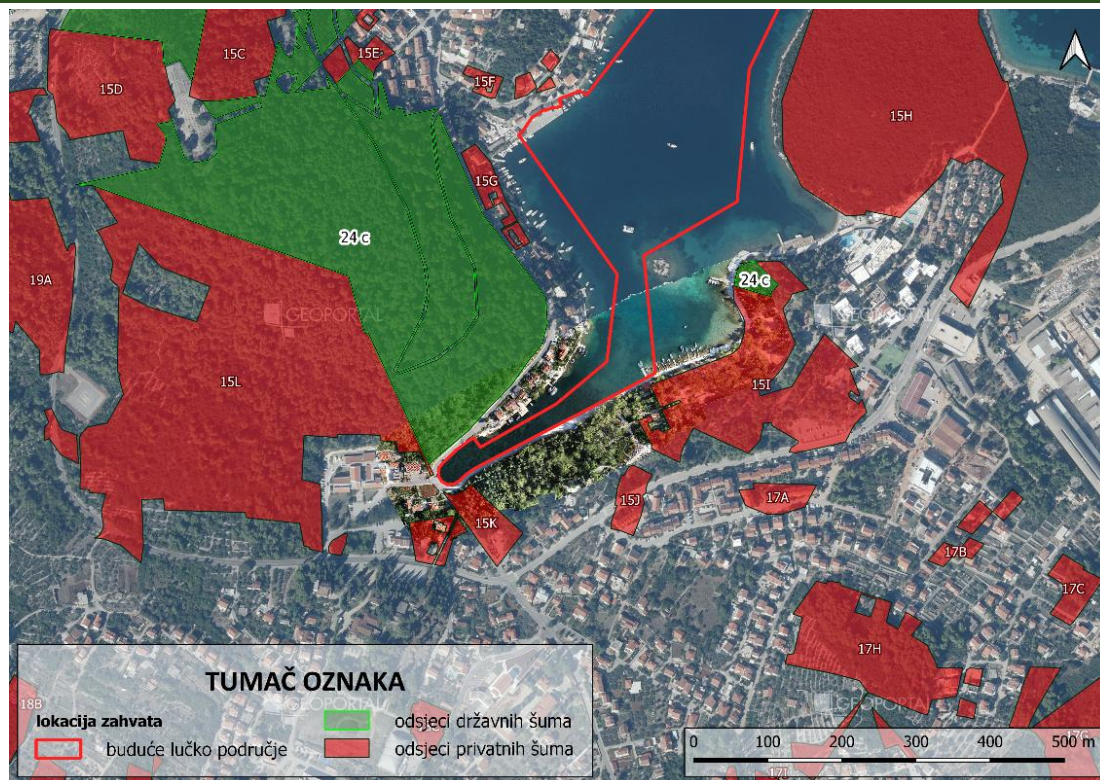 15C
15E
15D
15F
15H
15G
24 c
19A
24 c
GEOPORTAL
GEOPORTAL
15L
15I
15J
17A
15K
17B
17C
17H
TUMAČ OZNAKA
GEOPORTAL
GEOPORTAL
18B
lokacija zahvata
odsjeci državnih šuma
buduće lučko područje
odsjeci privatnih šuma
17G
0 100 200 300 400 500 m
17I